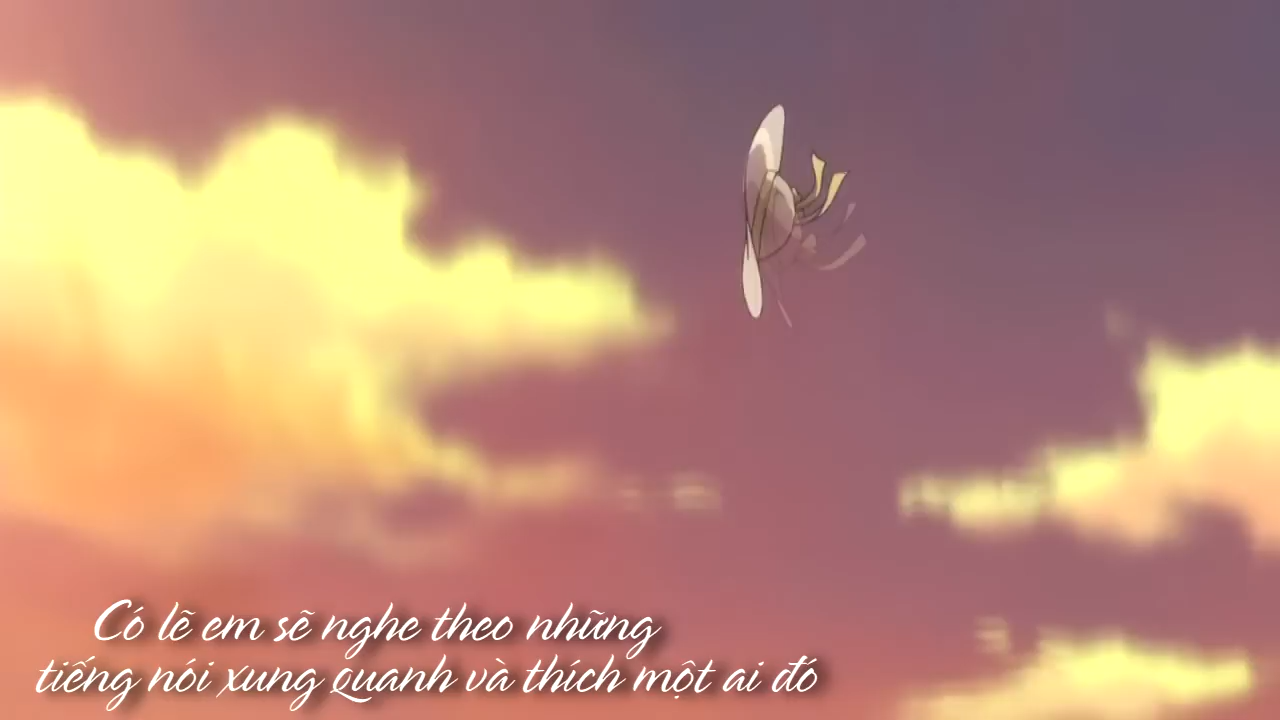 Có lẽ em sẽ nghe theo những
tiếng nói xung quanh và thích một ai đó